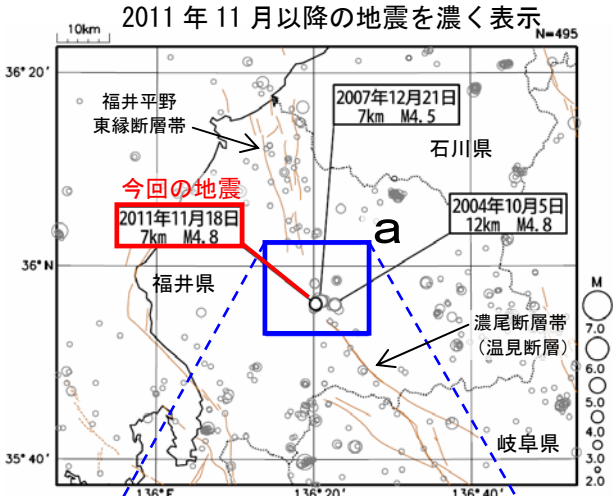 2011年11月以降の地震を濃く表示
10km
N=495
36°20′
福井平野
東縁断層帯
2007年12月21日
7km M4.5
石川県
今回の地震
2011年11月18日
7km M4.8
2004年10月5日
12km M4.8
a
36°N
福井県
濃尾断層帯
(温見断層)
M
7.0
6.0
5.0
4.0
3.0
2.0
岐阜県
35°40′
136°E
136°20′
136°40′